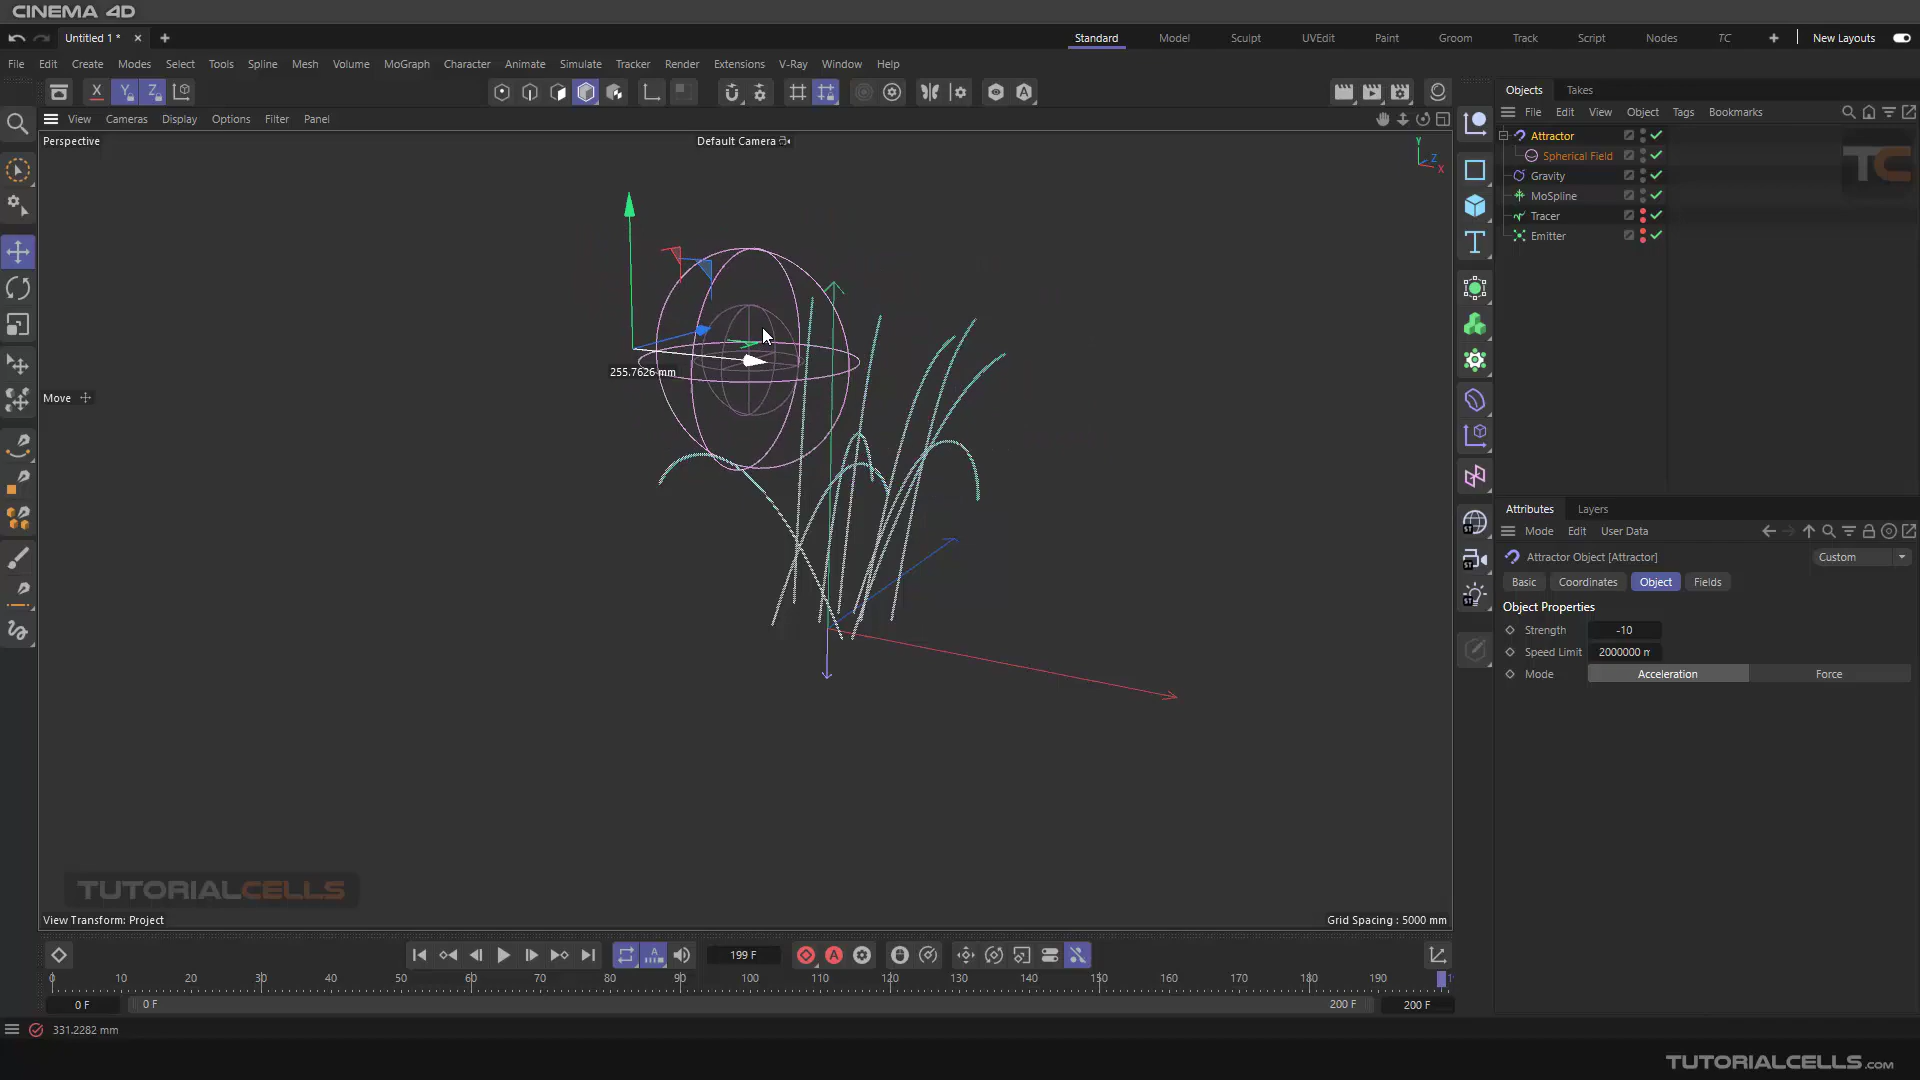 CINEMA 4D
Untitled 1 *
Standard Model Sculpt UVEdit Paint Groom Track Script Nodes TC New Layouts
File Edit Create Modes Select Tools Spline Mesh Volume MoGraph Character Animate Simulate Tracker Render Extensions V-Ray Window Help
X Y Z
View Cameras Display Options Filter Panel
Perspective
Default Camera
Y
Z
X
255.7626 mm
Move
TUTORIALCELLS
View Transform: Project
Grid Spacing : 5000 mm
Objects Takes
File Edit View Object Tags Bookmarks
Attractor
Spherical Field
Gravity
MoSpline
Tracer
Emitter
TC
Attributes Layers
Mode Edit User Data
Attractor Object [Attractor]
Custom
Basic Coordinates Object Fields
Object Properties
Strength -10
Speed Limit 2000000 m
Mode Acceleration Force
199 F
0 10 20 30 40 50 60 70 80 90 100 110 120 130 140 150 160 170 180 190
0 F 0 F 200 F 200 F
331.2282 mm
TUTORIALCELLS.com